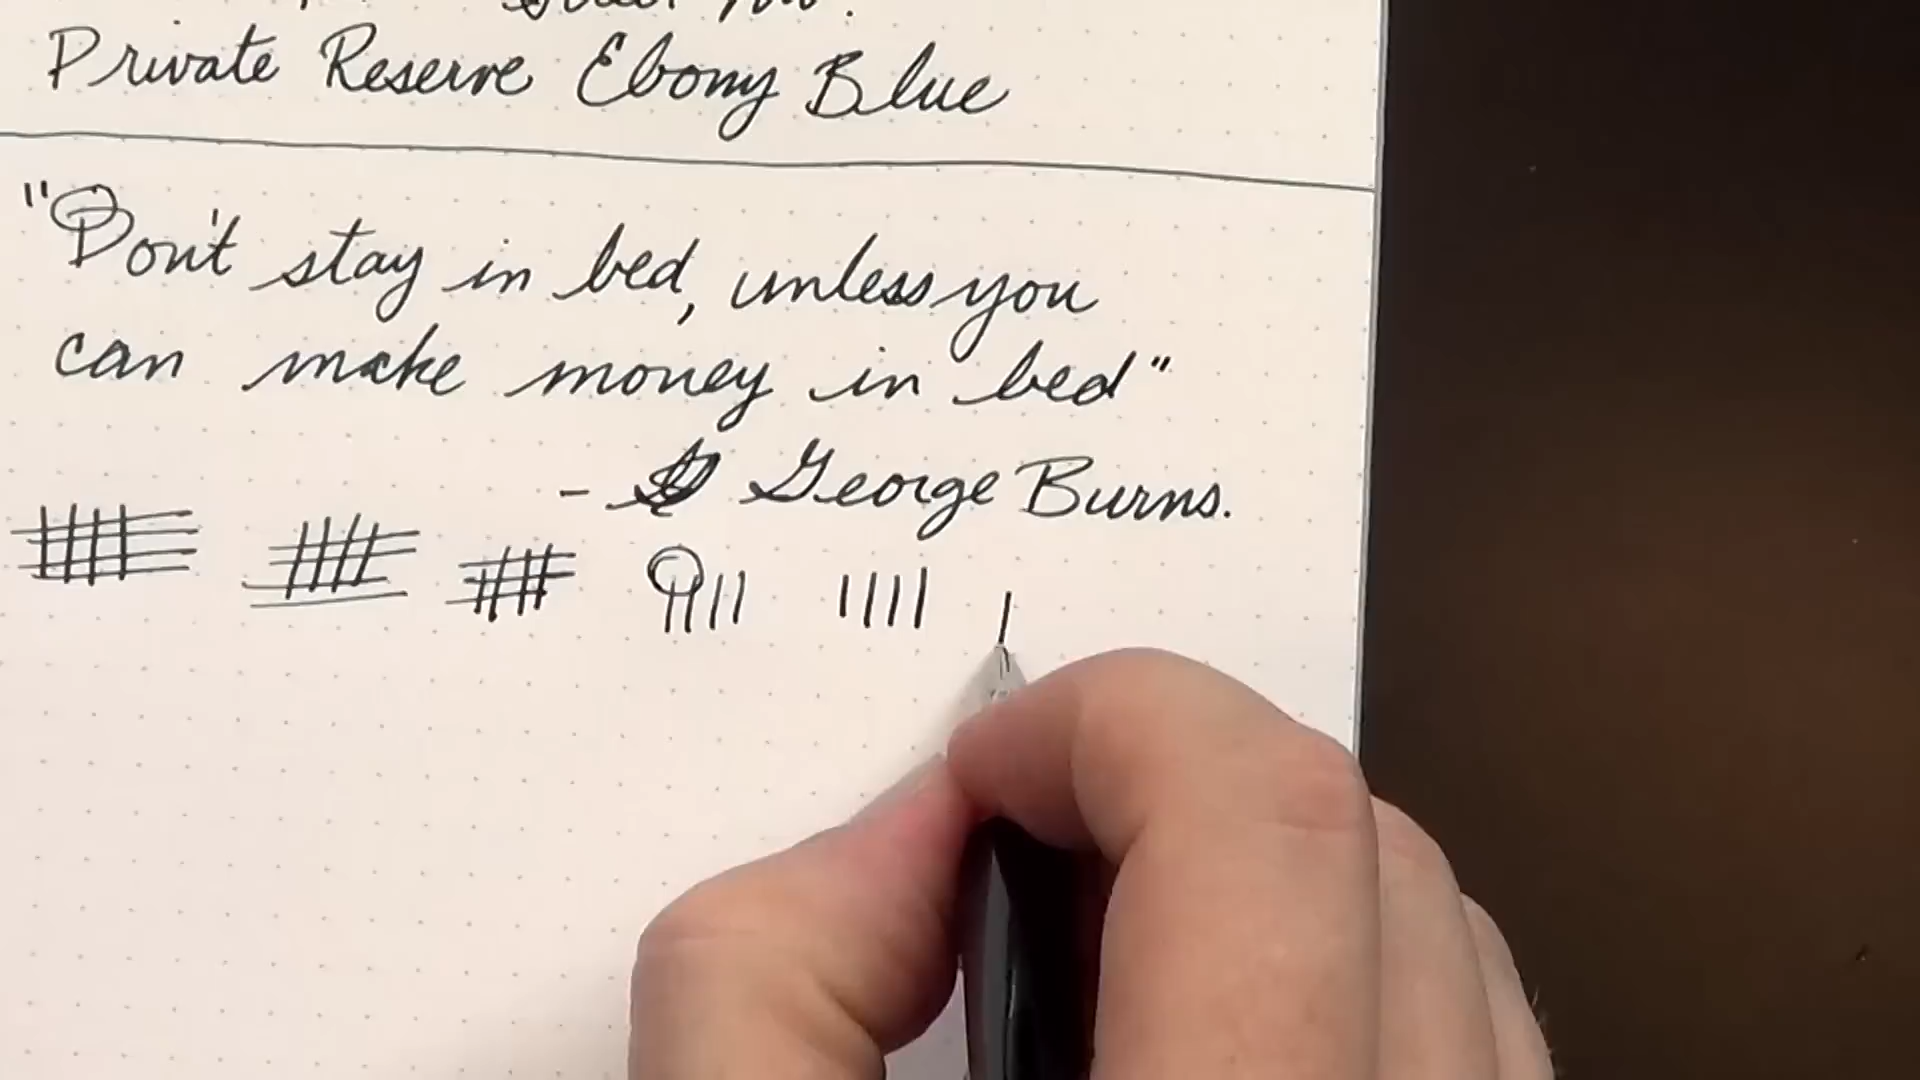 Private Reserve Ebony Blue
"Don't stay in bed, unless you
can make money in bed"
- George Burns.